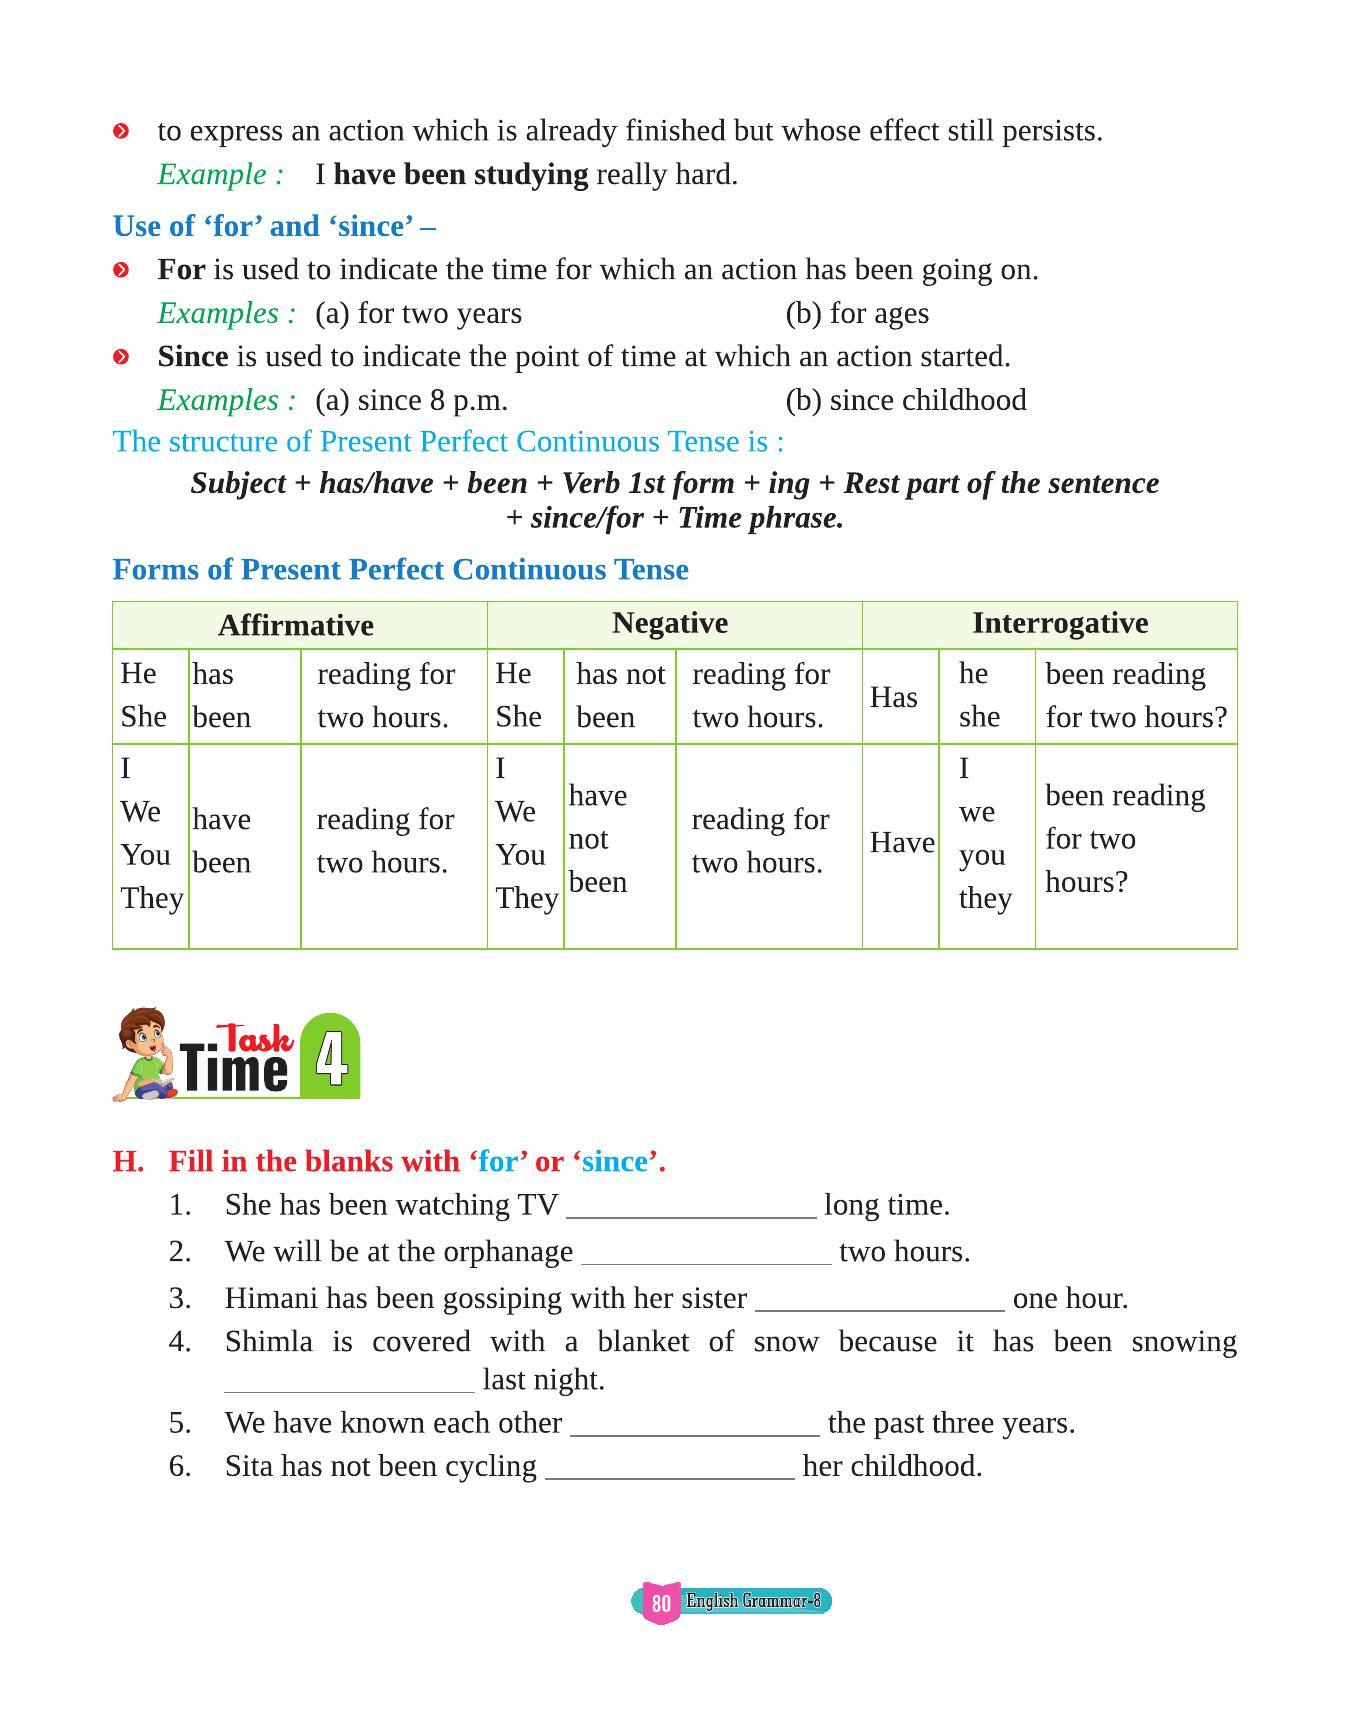 to express an action which is already finished but whose effect still persists.
Example : I have been studying really hard.
Use of ‘for’ and ‘since’ –
For is used to indicate the time for which an action has been going on.
Examples : (a) for two years (b) for ages
Since is used to indicate the point of time at which an action started.
Examples : (a) since 8 p.m. (b) since childhood
The structure of Present Perfect Continuous Tense is :
Subject + has/have + been + Verb 1st form + ing + Rest part of the sentence
+ since/for + Time phrase.
Forms of Present Perfect Continuous Tense
Affirmative Negative Interrogative
He has reading for He has not reading for Has he been reading
She been two hours. She been two hours. she for two hours?
I I I
We have reading for We have reading for Have we been reading
You been two hours. You not two hours. you for two
They They been they hours?
Task
Time 4
H. Fill in the blanks with ‘for’ or ‘since’.
1. She has been watching TV ________________ long time.
2. We will be at the orphanage ________________ two hours.
3. Himani has been gossiping with her sister ________________ one hour.
4. Shimla is covered with a blanket of snow because it has been snowing
________________ last night.
5. We have known each other ________________ the past three years.
6. Sita has not been cycling ________________ her childhood.
80 English Grammar-8